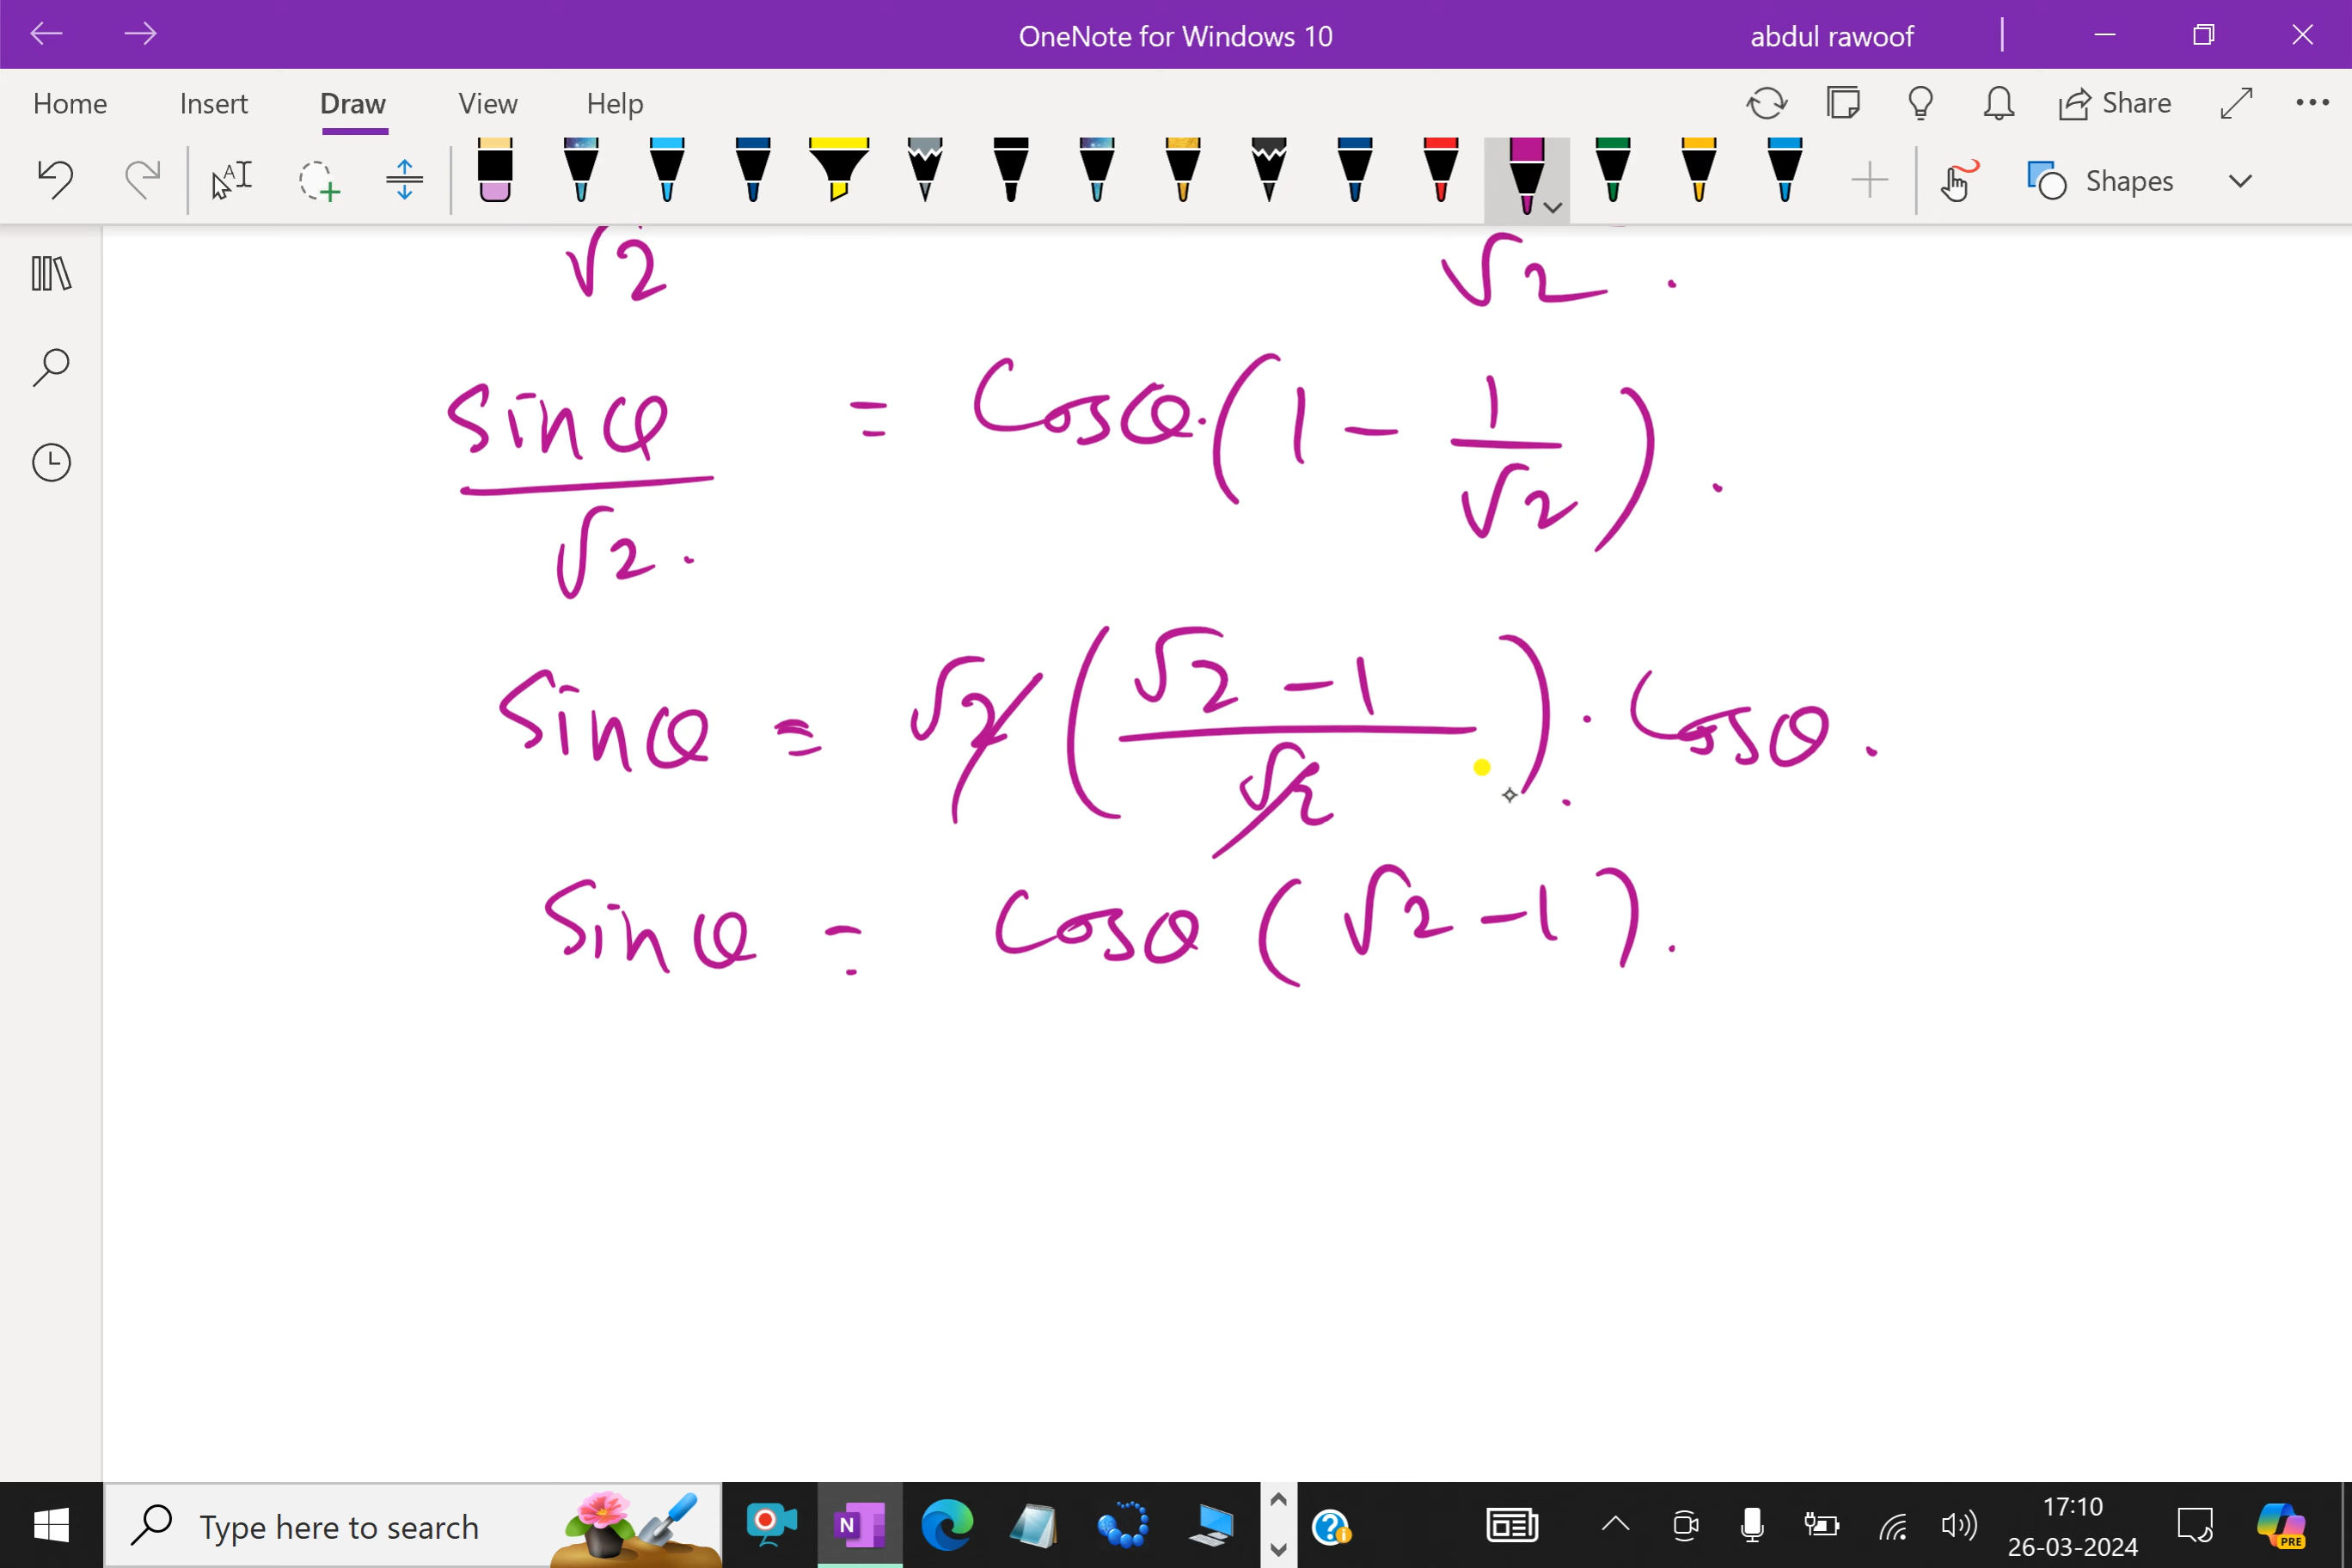 OneNote for Windows 10 abdul rawoof
Home Insert Draw View Help Share
Shapes
√2 √2 .
sinθ = Cosθ. (1 - 1 ) .
√2. √2
Sinθ = √2 ( √2 - 1 ) . Cosθ .
√2 .
Sinθ = Cosθ ( √2 - 1 ) .
Type here to search
17:10
26-03-2024
PRE